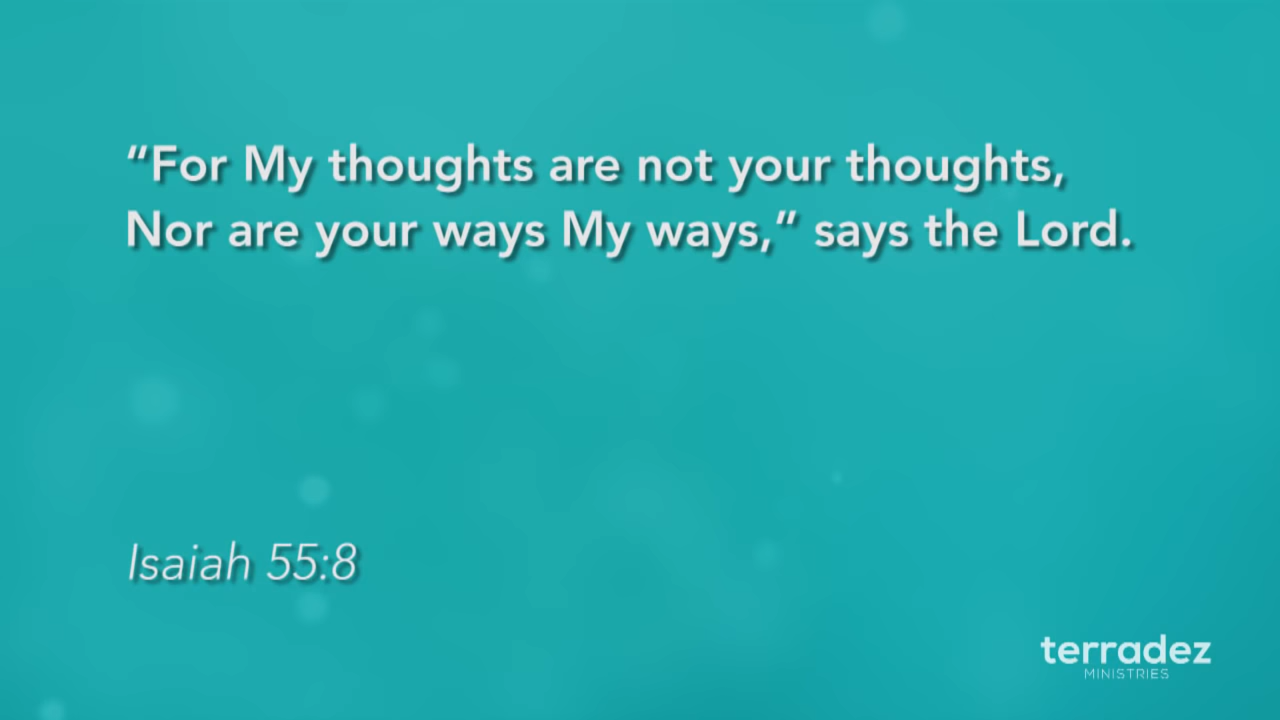 “For My thoughts are not your thoughts,
Nor are your ways My ways,” says the Lord.
Isaiah 55:8
terradez
MINISTRIES